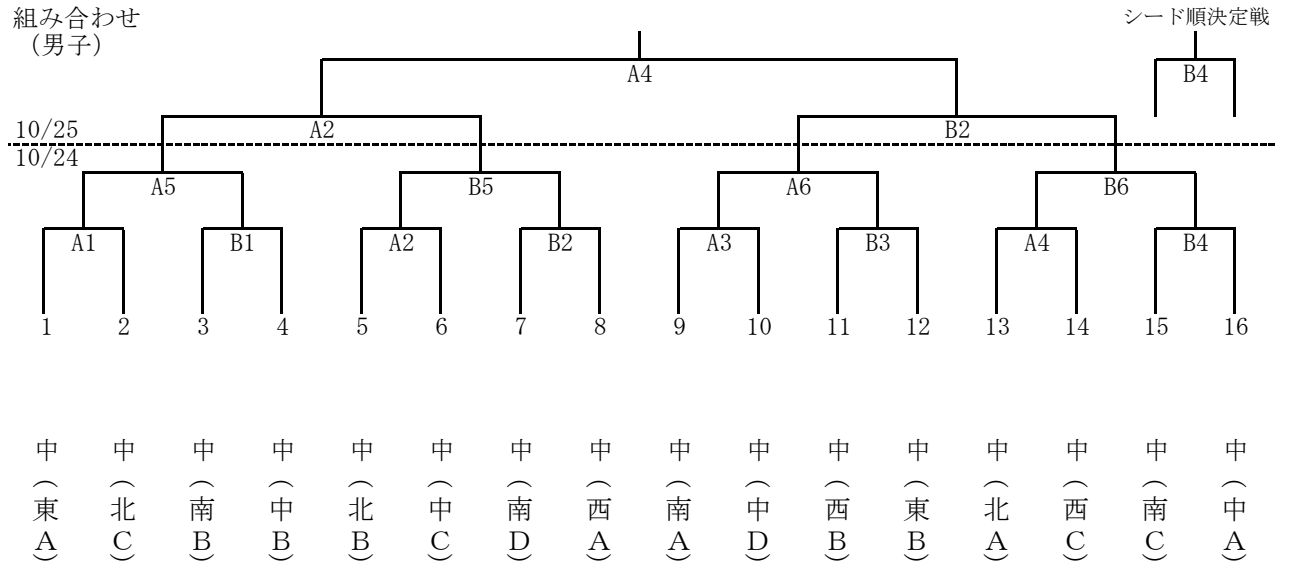 組み合わせ
（男子）
シード順決定戦
A4
B4
10/25
A2
B2
10/24
A5
B5
A6
B6
A1
B1
A2
B2
A3
B3
A4
B4
1 2 3 4 5 6 7 8 9 10 11 12 13 14 15 16
中（東A）
中（北C）
中（南B）
中（中B）
中（北B）
中（中C）
中（南D）
中（西A）
中（南A）
中（中D）
中（西B）
中（東B）
中（北A）
中（西C）
中（南C）
中（中A）